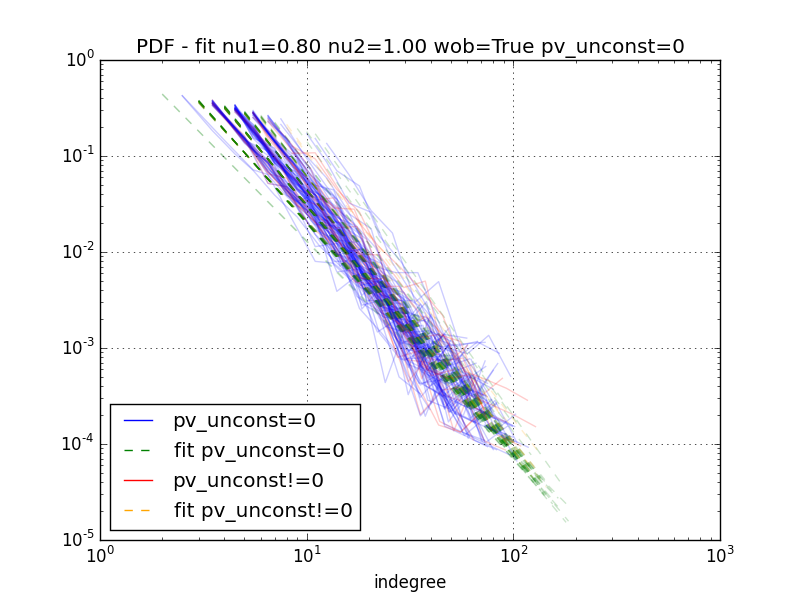 PDF - fit nu1=0.80 nu2=1.00 wob=True pv_unconst=0
10^0
10^-1
10^-2
10^-3
10^-4
10^-5
pv_unconst=0
fit pv_unconst=0
pv_unconst!=0
fit pv_unconst!=0
10^0 10^1 10^2 10^3
indegree